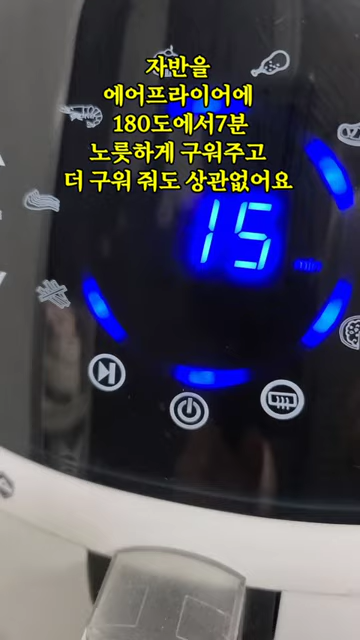 자반을
에어프라이어에
180도에서7분
노릇하게 구워주고
더 구워 줘도 상관없어요
15